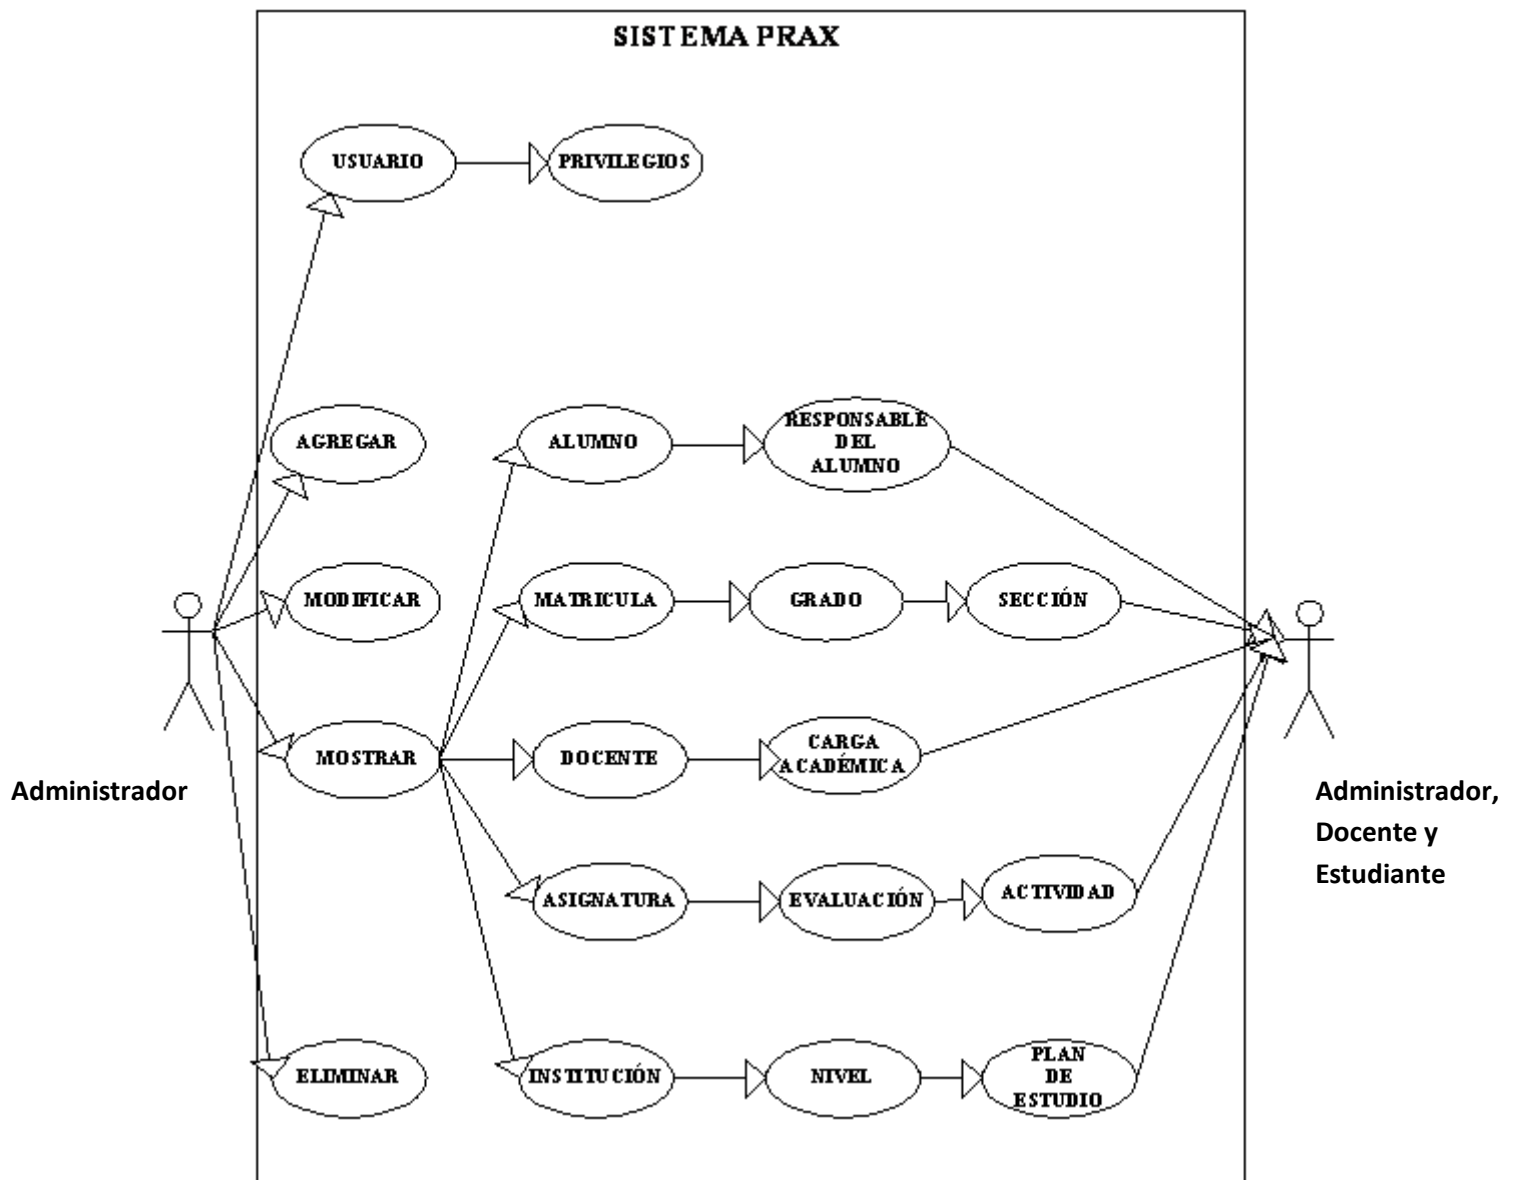 SISTEMA PRAX
USUARIO
PRIVILEGIOS
AGREGAR
ALUMNO
RESPONSABLE
DEL
ALUMNO
MODIFICAR
MATRICULA
GRADO
SECCIÓN
MOSTRAR
DOCENTE
CARGA
ACADÉMICA
Administrador
Administrador,
Docente y
Estudiante
ASIGNATURA
EVALUACIÓN
ACTIVIDAD
ELIMINAR
INSTITUCIÓN
NIVEL
PLAN
DE
ESTUDIO